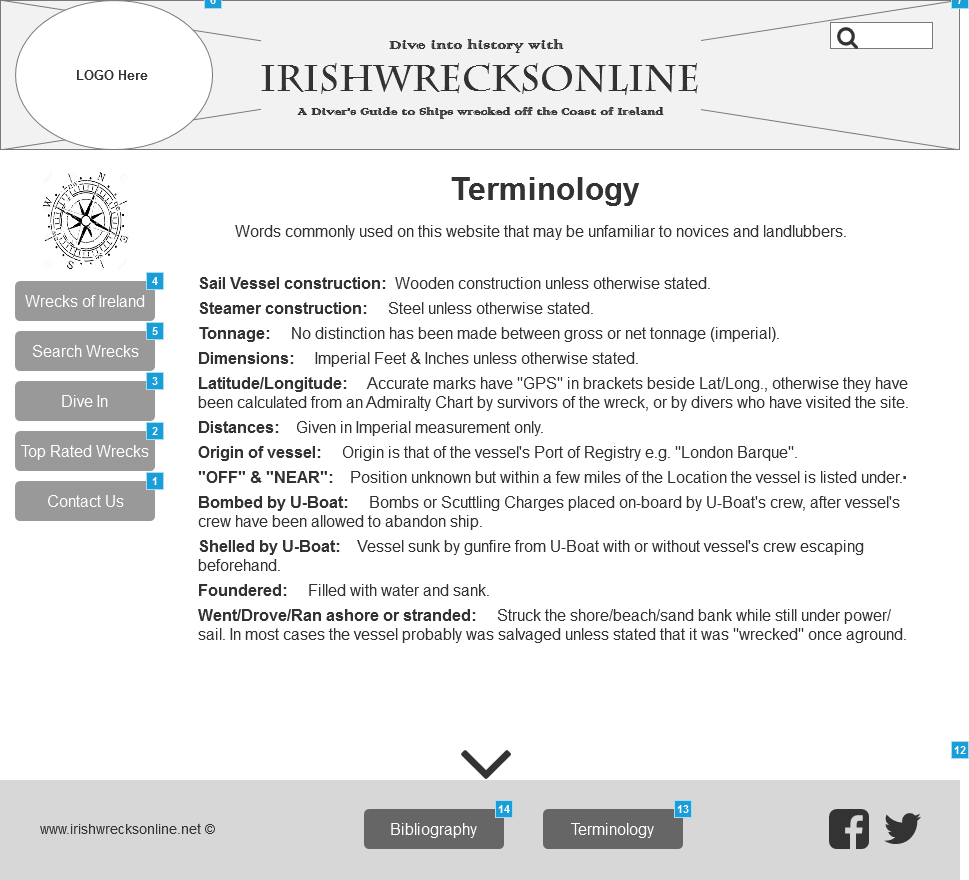 6
7
LOGO Here
Dive into history with
IRISHWRECKSONLINE
A Diver's Guide to Ships wrecked off the Coast of Ireland
N
W
E
S
Terminology
Words commonly used on this website that may be unfamiliar to novices and landlubbers.
4
Wrecks of Ireland
5
Search Wrecks
3
Dive In
2
Top Rated Wrecks
1
Contact Us
Sail Vessel construction: Wooden construction unless otherwise stated.
Steamer construction: Steel unless otherwise stated.
Tonnage: No distinction has been made between gross or net tonnage (imperial).
Dimensions: Imperial Feet & Inches unless otherwise stated.
Latitude/Longitude: Accurate marks have "GPS" in brackets beside Lat/Long., otherwise they have
been calculated from an Admiralty Chart by survivors of the wreck, or by divers who have visited the site.
Distances: Given in Imperial measurement only.
Origin of vessel: Origin is that of the vessel's Port of Registry e.g. "London Barque".
"OFF" & "NEAR": Position unknown but within a few miles of the Location the vessel is listed under.
Bombed by U-Boat: Bombs or Scuttling Charges placed on-board by U-Boat's crew, after vessel's
crew have been allowed to abandon ship.
Shelled by U-Boat: Vessel sunk by gunfire from U-Boat with or without vessel's crew escaping
beforehand.
Foundered: Filled with water and sank.
Went/Drove/Ran ashore or stranded: Struck the shore/beach/sand bank while still under power/
sail. In most cases the vessel probably was salvaged unless stated that it was "wrecked" once aground.
12
www.irishwrecksonline.net ©
14
Bibliography
13
Terminology